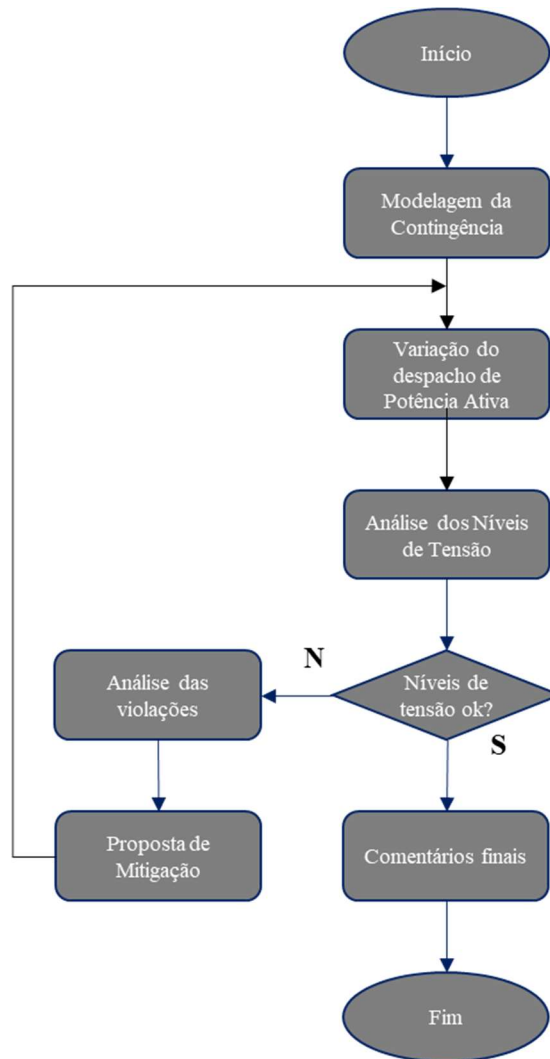 Início
Modelagem da
Contingência
Variação do
despacho de
Potência Ativa
Análise dos Níveis
de Tensão
N
Níveis de
tensão ok?
S
Análise das
violações
Proposta de
Mitigação
Comentários finais
Fim